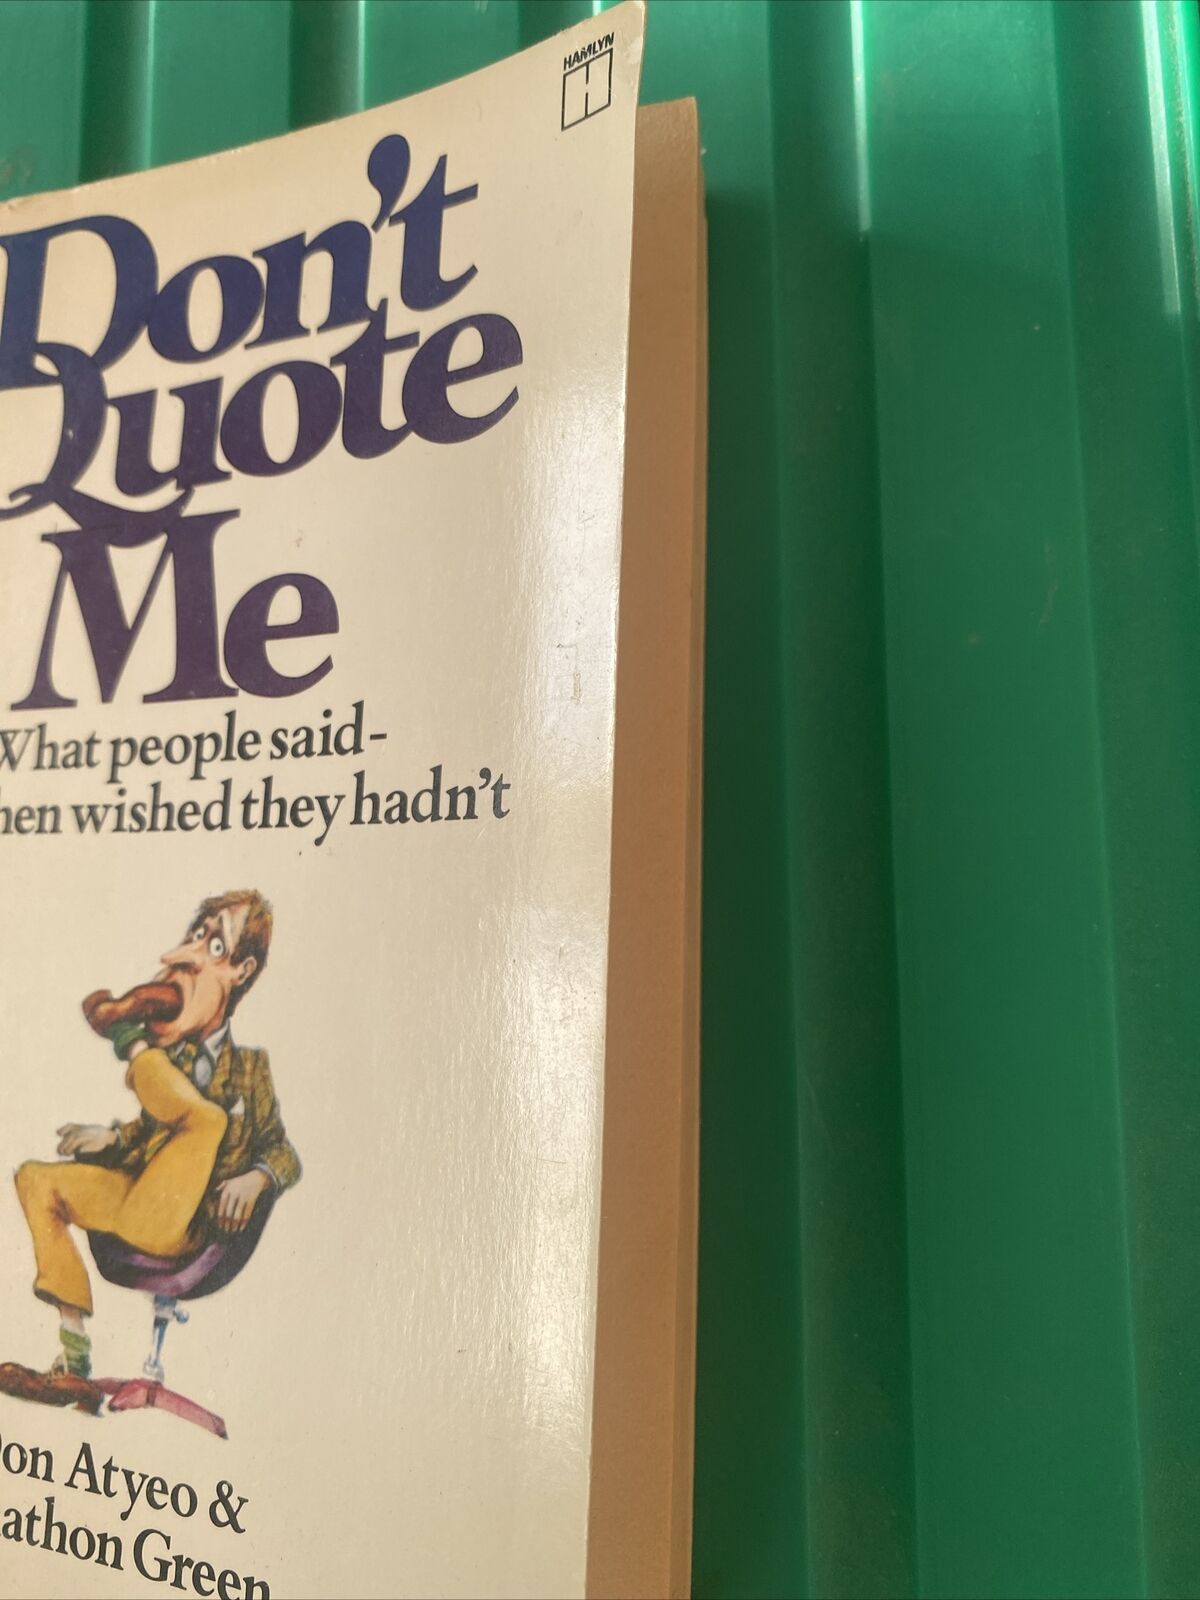 HAMLYN
H
Don't
Quote
Me
What people said-
hen wished they hadn't
on Atyeo &
athon Green